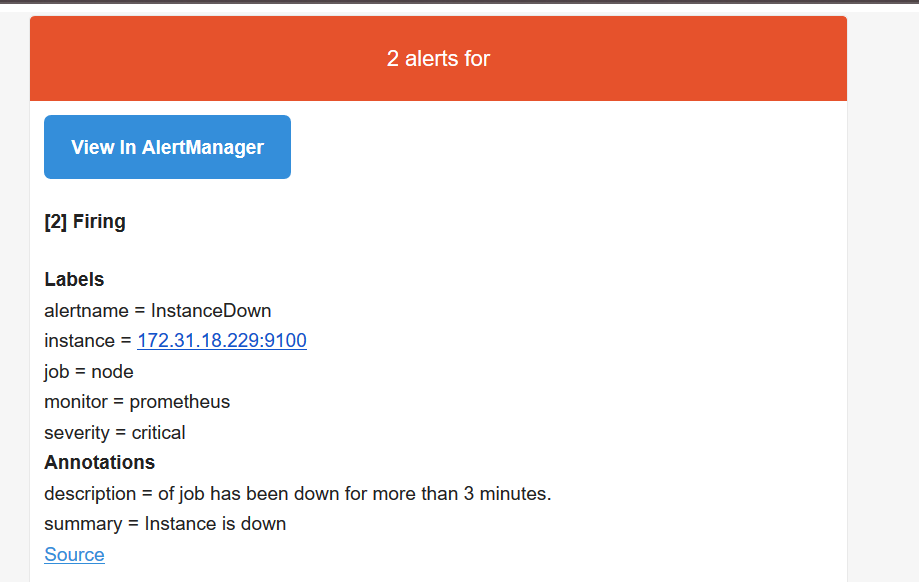 2 alerts for
View In AlertManager
[2] Firing
Labels
alertname = InstanceDown
instance = 172.31.18.229:9100
job = node
monitor = prometheus
severity = critical
Annotations
description = of job has been down for more than 3 minutes.
summary = Instance is down
Source